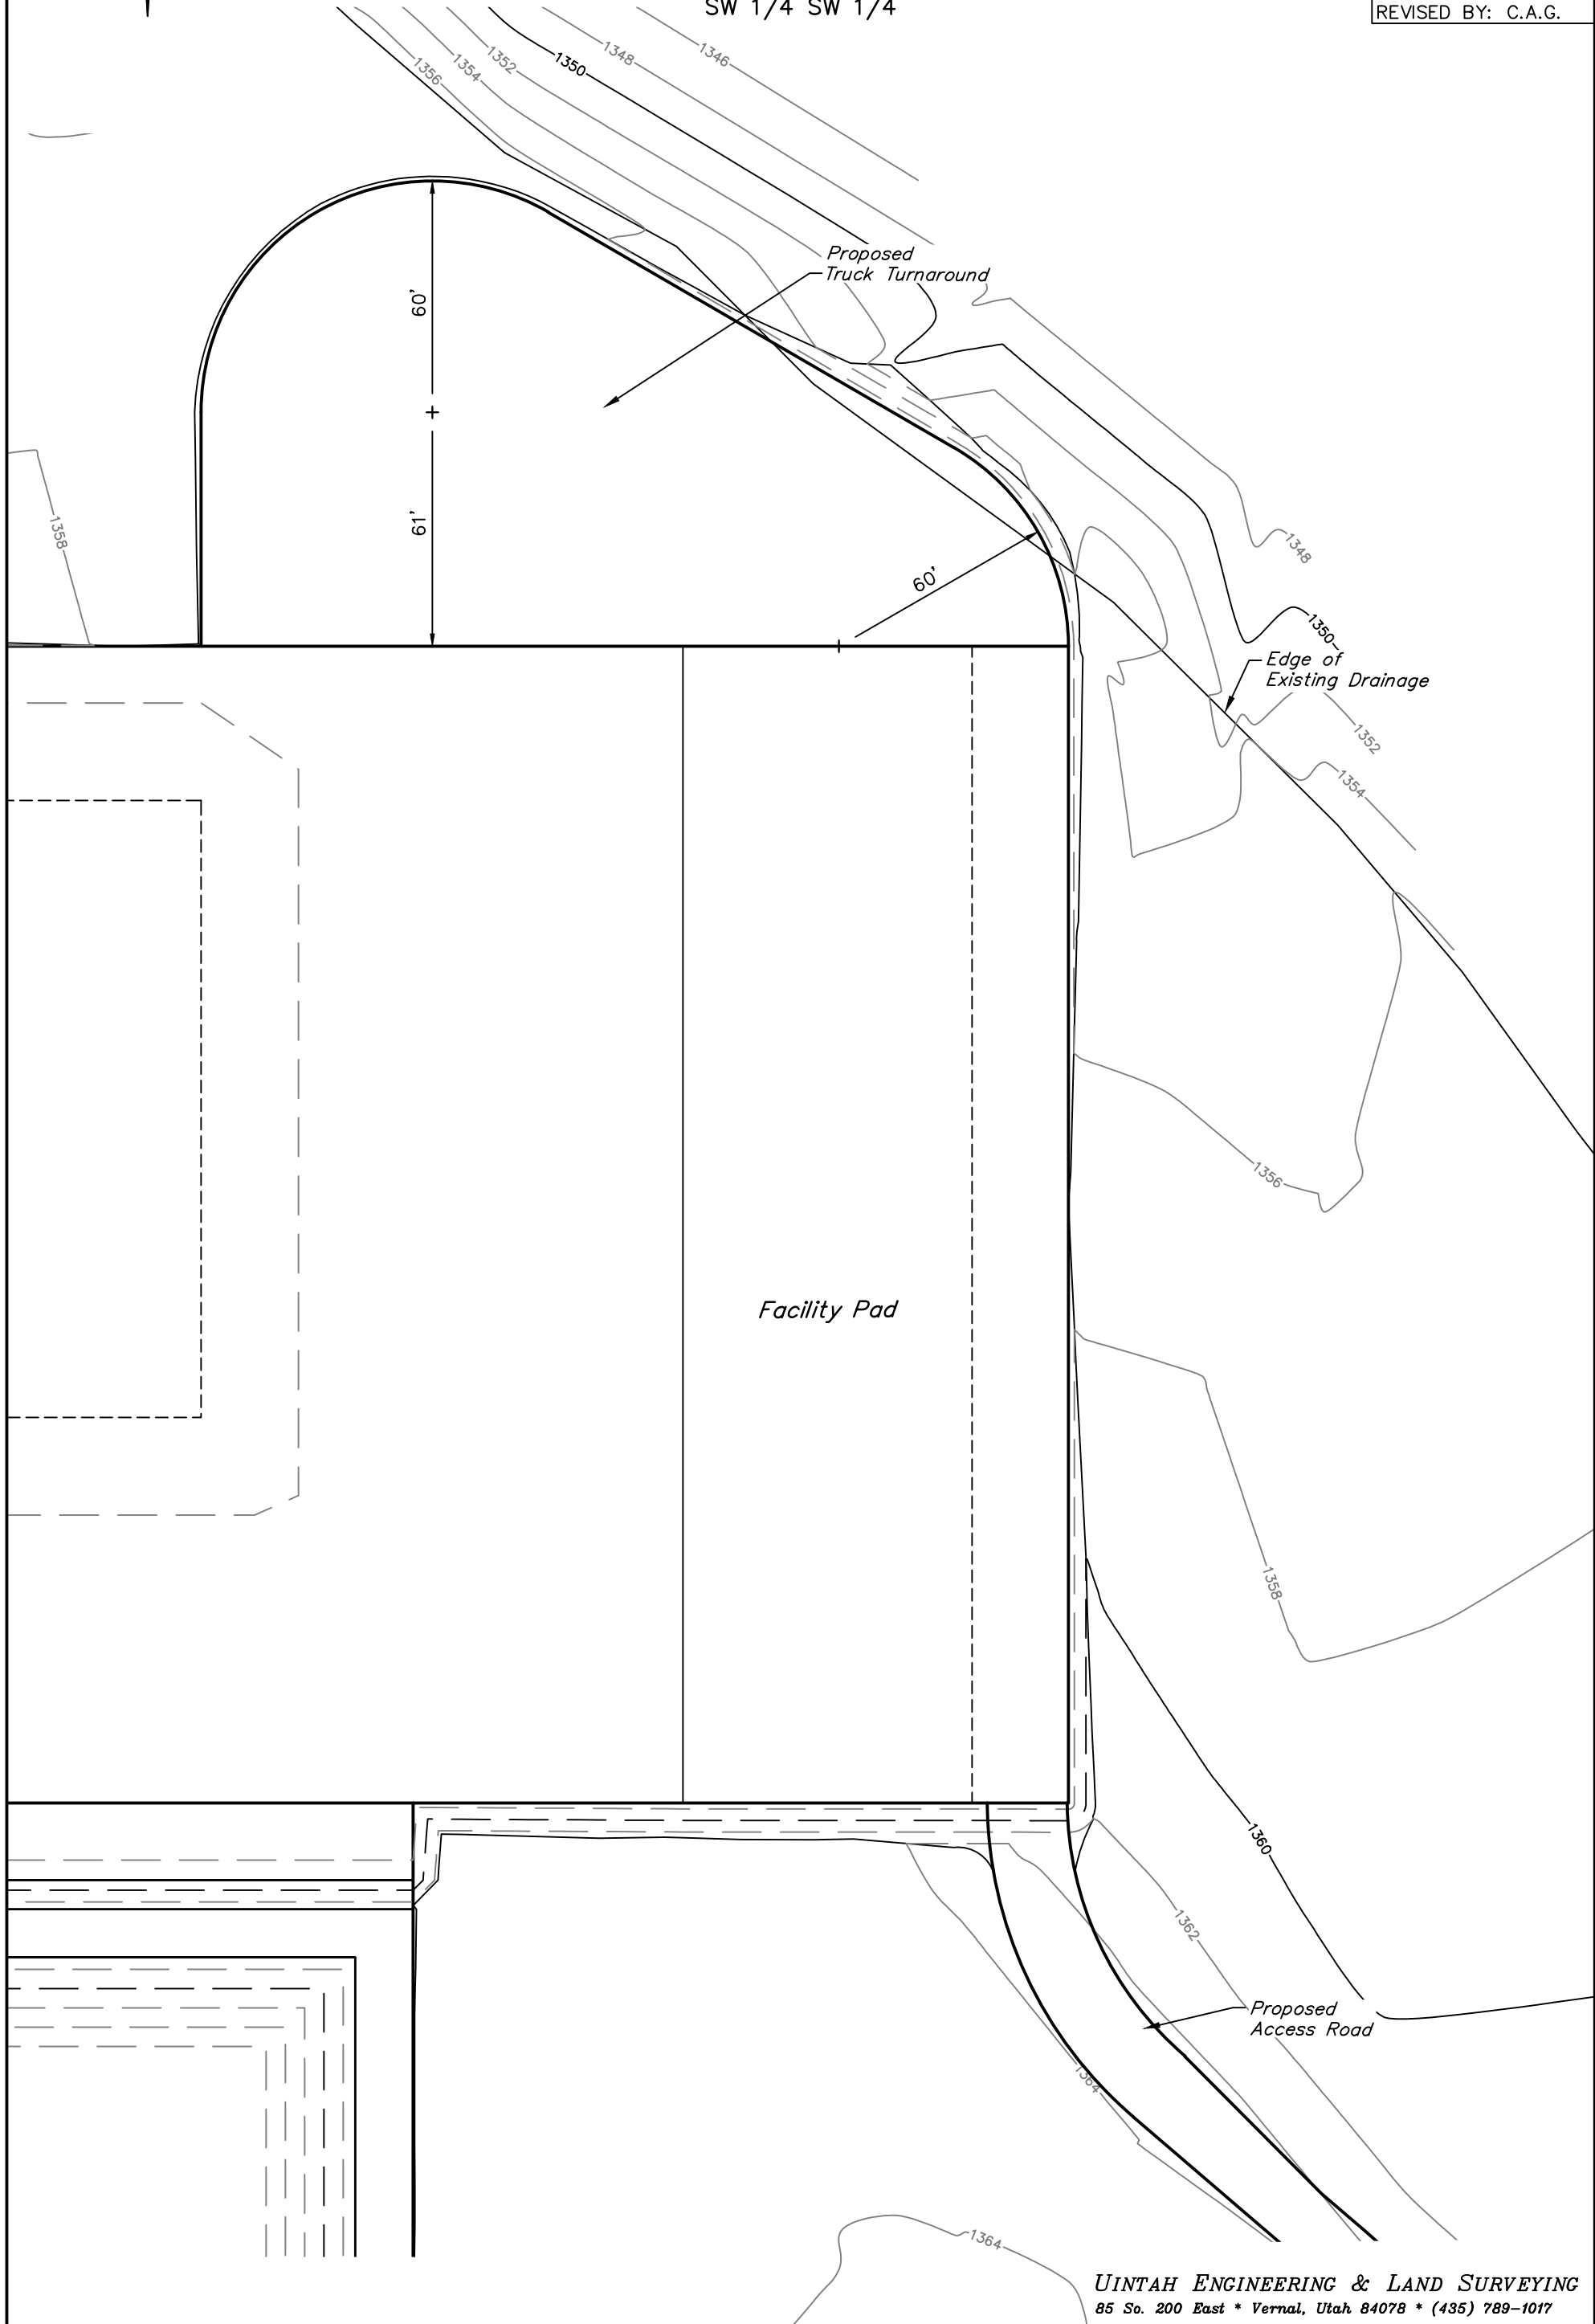 SW 1/4 SW 1/4
REVISED BY: C.A.G.
1346
1348
1350
1352
1354
1356
Proposed
Truck Turnaround
60'
61'
60'
1358
1348
1350
Edge of
Existing Drainage
1352
1354
1356
Facility Pad
1358
1360
1362
Proposed
Access Road
1364
1364
UINTAH ENGINEERING & LAND SURVEYING
85 So. 200 East * Vernal, Utah 84078 * (435) 789-1017